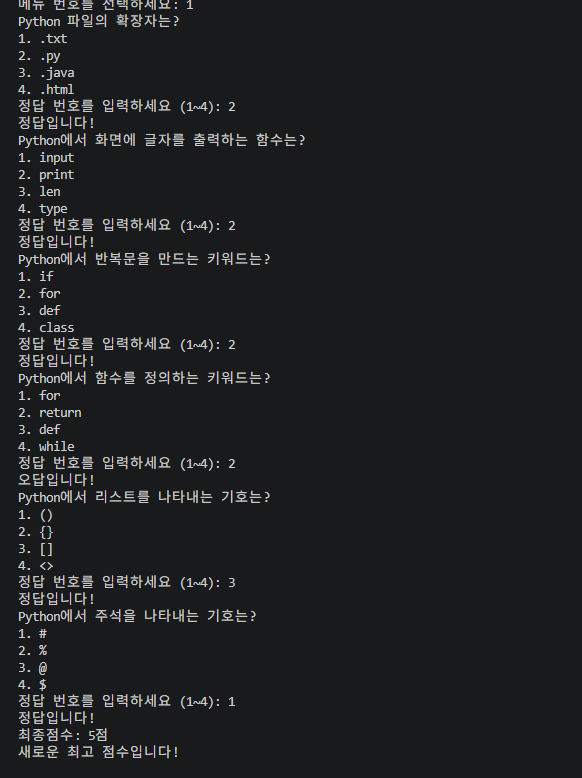 메뉴 번호를 선택하세요: 1
Python 파일의 확장자는?
1. .txt
2. .py
3. .java
4. .html
정답 번호를 입력하세요 (1~4): 2
정답입니다!
Python에서 화면에 글자를 출력하는 함수는?
1. input
2. print
3. len
4. type
정답 번호를 입력하세요 (1~4): 2
정답입니다!
Python에서 반복문을 만드는 키워드는?
1. if
2. for
3. def
4. class
정답 번호를 입력하세요 (1~4): 2
정답입니다!
Python에서 함수를 정의하는 키워드는?
1. for
2. return
3. def
4. while
정답 번호를 입력하세요 (1~4): 2
오답입니다!
Python에서 리스트를 나타내는 기호는?
1. ()
2. {}
3. []
4. <>
정답 번호를 입력하세요 (1~4): 3
정답입니다!
Python에서 주석을 나타내는 기호는?
1. #
2. %
3. @
4. $
정답 번호를 입력하세요 (1~4): 1
정답입니다!
최종점수: 5점
새로운 최고 점수입니다!